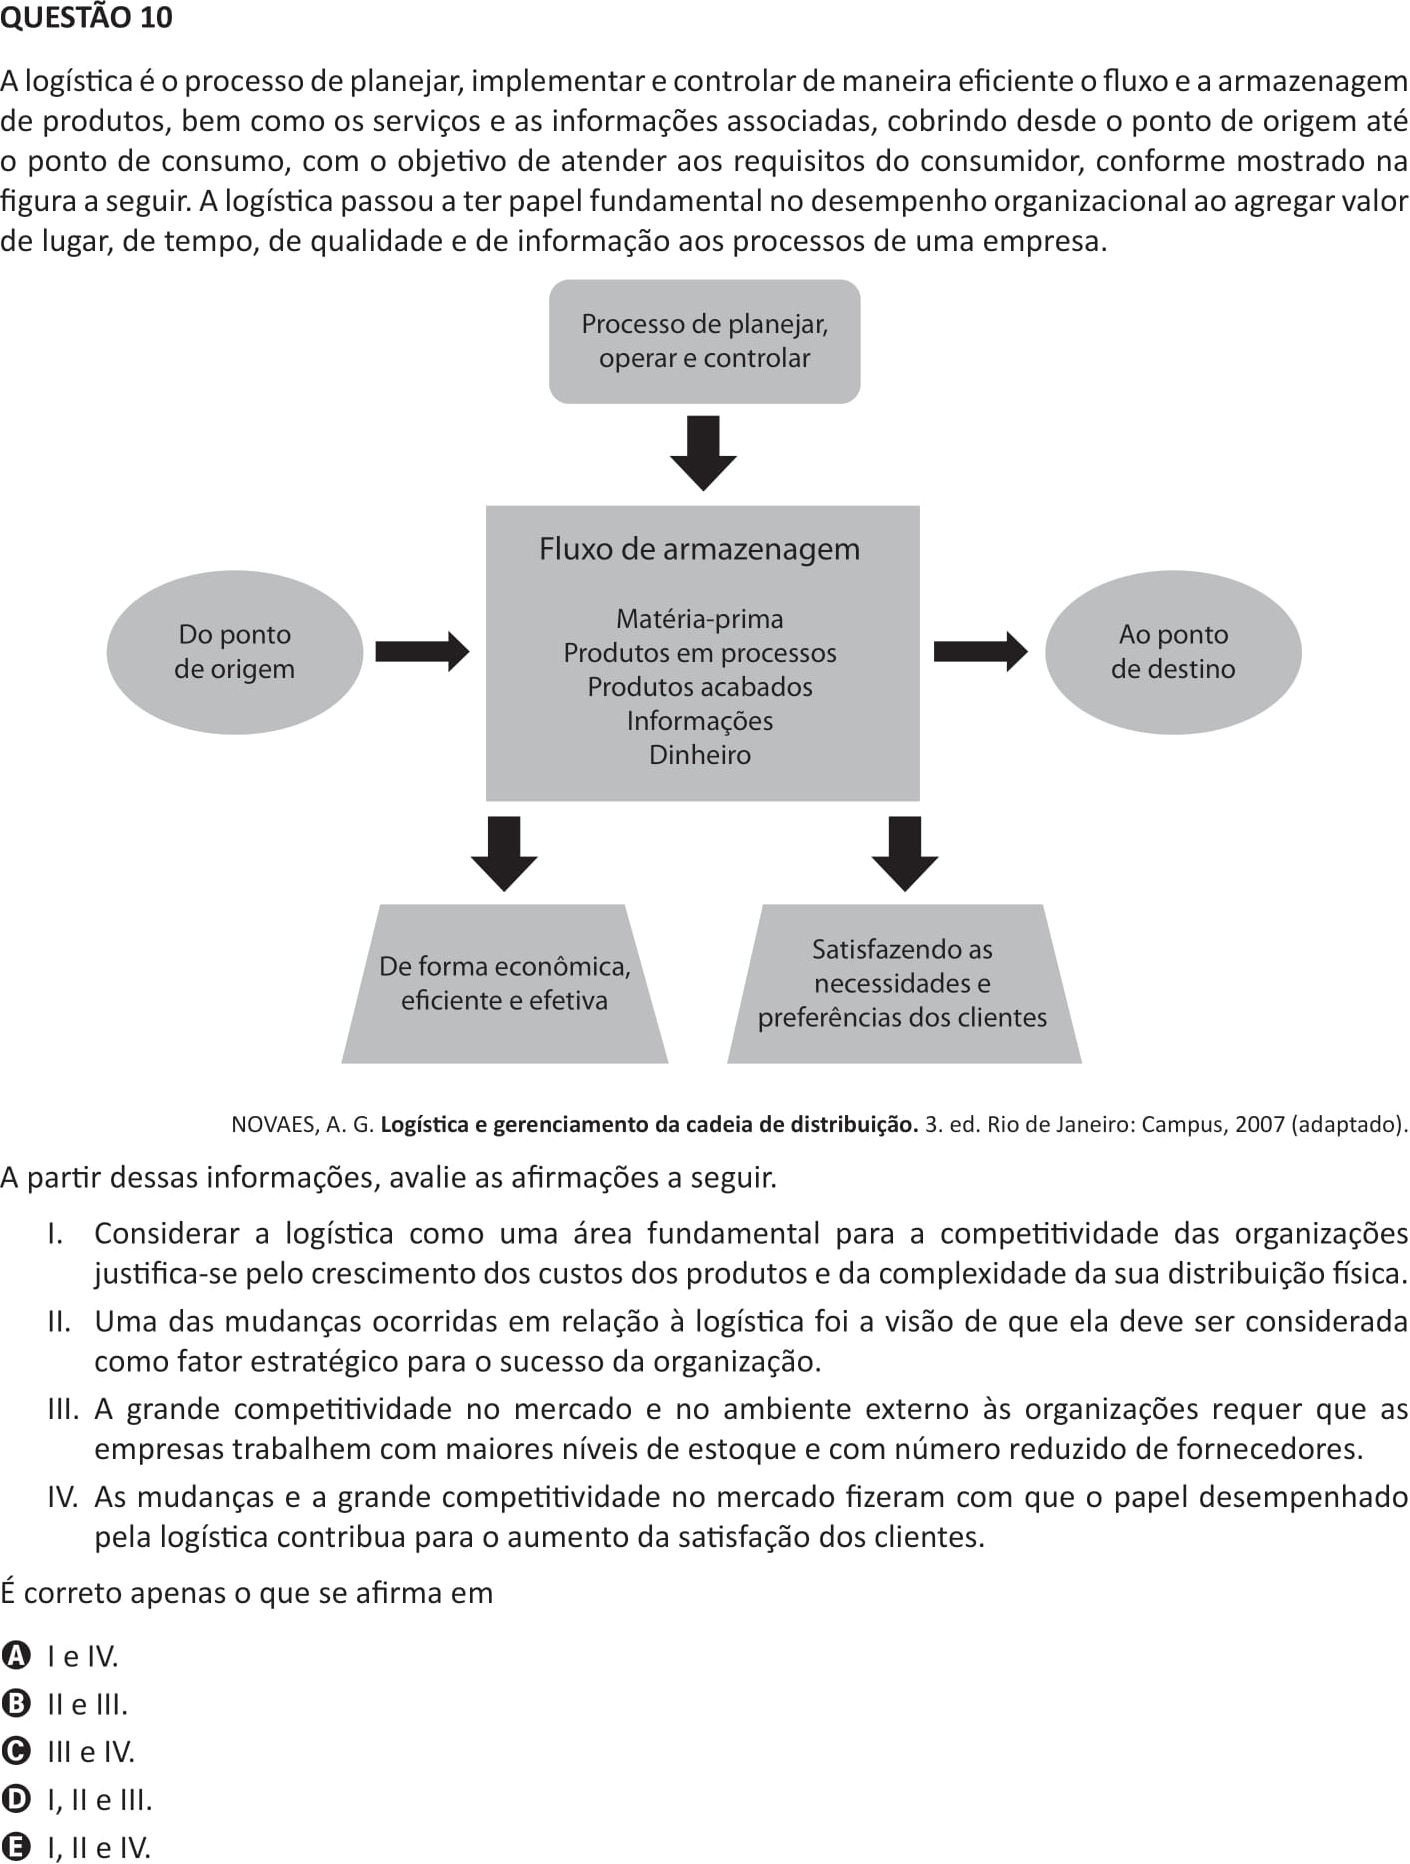 QUESTÃO 10
A logística é o processo de planejar, implementar e controlar de maneira eficiente o fluxo e a armazenagem
de produtos, bem como os serviços e as informações associadas, cobrindo desde o ponto de origem até
o ponto de consumo, com o objetivo de atender aos requisitos do consumidor, conforme mostrado na
figura a seguir. A logística passou a ter papel fundamental no desempenho organizacional ao agregar valor
de lugar, de tempo, de qualidade e de informação aos processos de uma empresa.
Processo de planejar,
operar e controlar
Fluxo de armazenagem
Matéria-prima
Produtos em processos
Produtos acabados
Informações
Dinheiro
Do ponto
de origem
Ao ponto
de destino
De forma econômica,
eficiente e efetiva
Satisfazendo as
necessidades e
preferências dos clientes
NOVAES, A. G. Logística e gerenciamento da cadeia de distribuição. 3. ed. Rio de Janeiro: Campus, 2007 (adaptado).
A partir dessas informações, avalie as afirmações a seguir.
I. Considerar a logística como uma área fundamental para a competitividade das organizações
justifica-se pelo crescimento dos custos dos produtos e da complexidade da sua distribuição física.
II. Uma das mudanças ocorridas em relação à logística foi a visão de que ela deve ser considerada
como fator estratégico para o sucesso da organização.
III. A grande competitividade no mercado e no ambiente externo às organizações requer que as
empresas trabalhem com maiores níveis de estoque e com número reduzido de fornecedores.
IV. As mudanças e a grande competitividade no mercado fizeram com que o papel desempenhado
pela logística contribua para o aumento da satisfação dos clientes.
É correto apenas o que se afirma em
A I e IV.
B II e III.
C III e IV.
D I, II e III.
E I, II e IV.